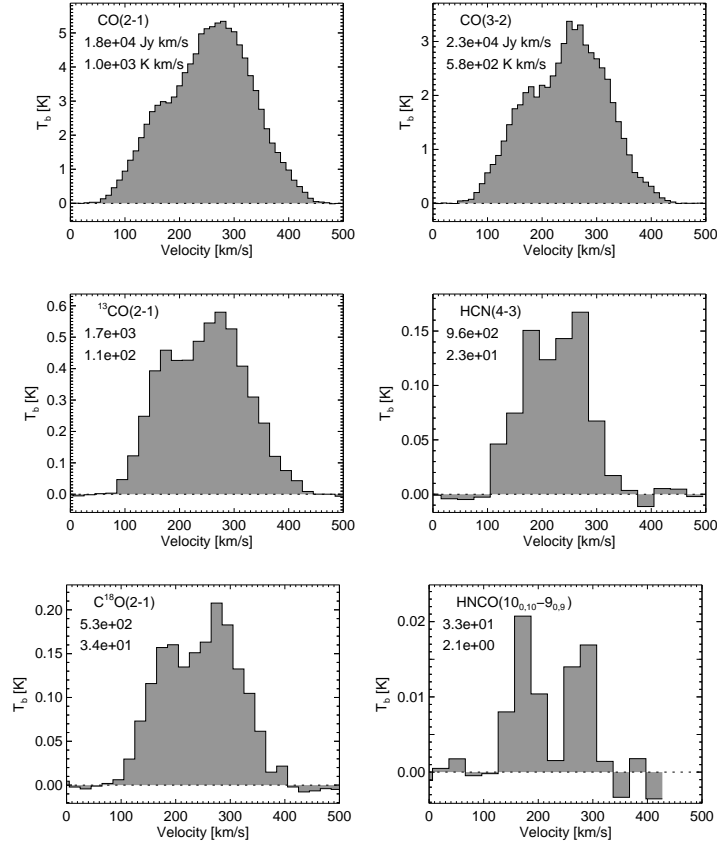 CO(2-1)
1.8e+04 Jy km/s
1.0e+03 K km/s
T_b [K]
5
4
3
2
1
0
0 100 200 300 400 500
Velocity [km/s]
CO(3-2)
2.3e+04 Jy km/s
5.8e+02 K km/s
T_b [K]
3
2
1
0
0 100 200 300 400 500
Velocity [km/s]
¹³CO(2-1)
1.7e+03
1.1e+02
T_b [K]
0.6
0.5
0.4
0.3
0.2
0.1
0.0
0 100 200 300 400 500
Velocity [km/s]
HCN(4-3)
9.6e+02
2.3e+01
T_b [K]
0.15
0.10
0.05
0.00
0 100 200 300 400 500
Velocity [km/s]
C¹⁸O(2-1)
5.3e+02
3.4e+01
T_b [K]
0.20
0.15
0.10
0.05
0.00
0 100 200 300 400 500
Velocity [km/s]
HNCO(10₀,₁₀−9₀,₉)
3.3e+01
2.1e+00
T_b [K]
0.02
0.01
0.00
0 100 200 300 400 500
Velocity [km/s]